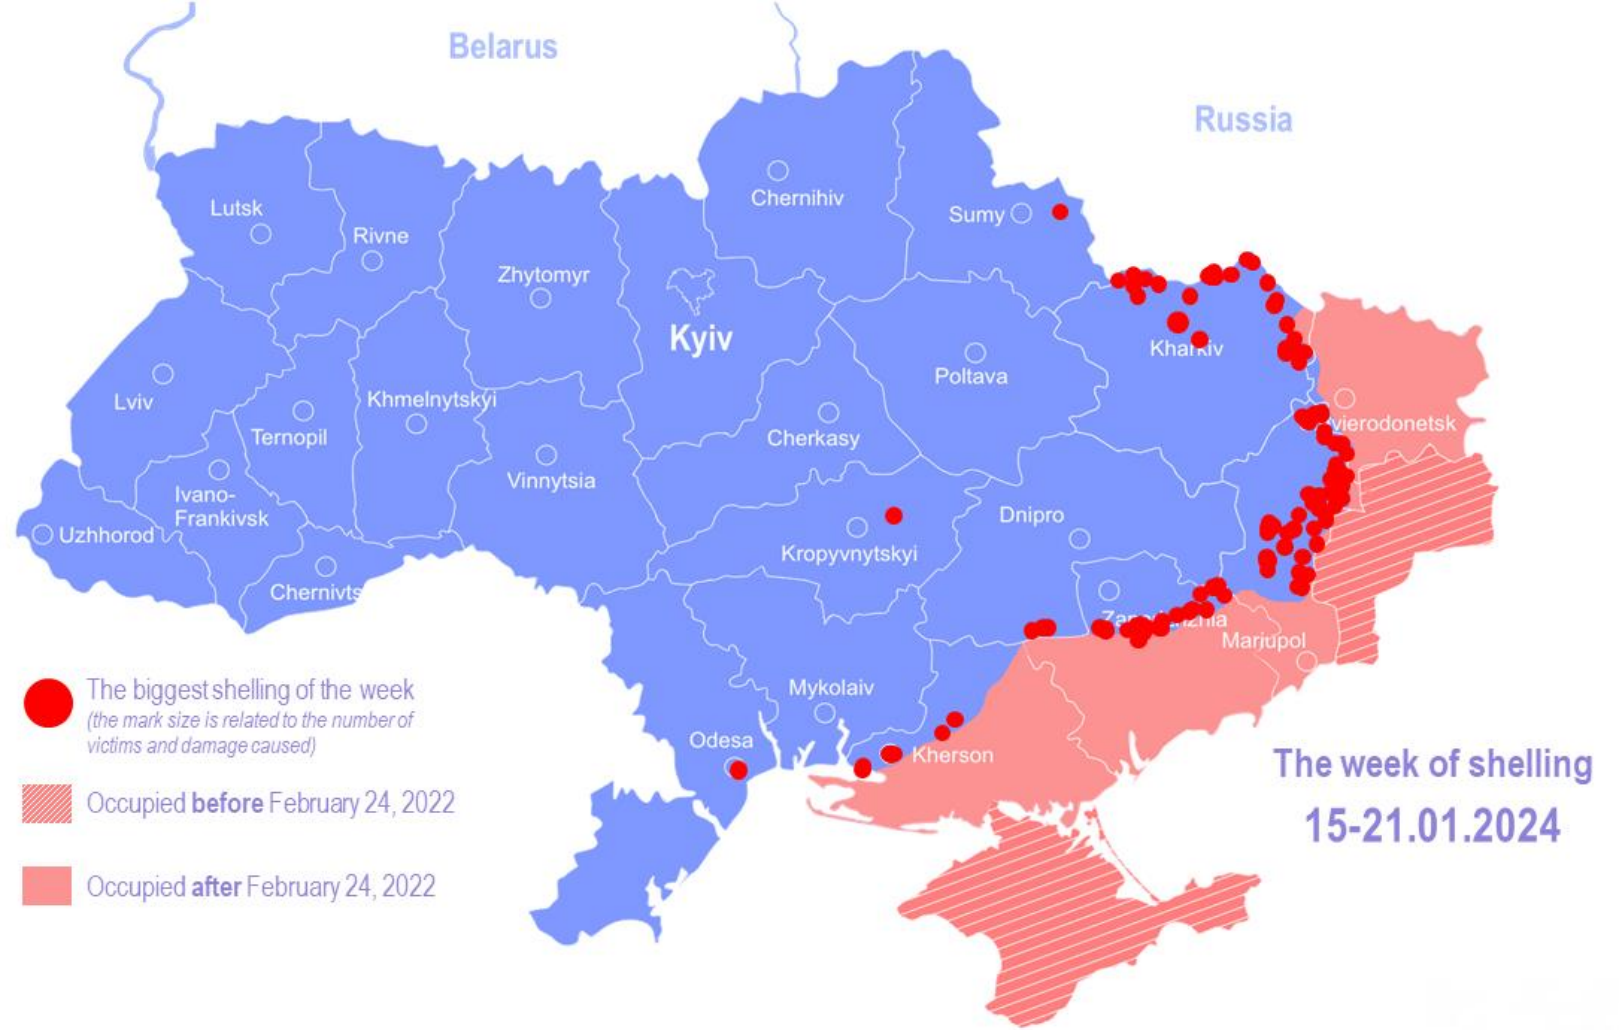 Belarus
Russia
Chernihiv
Lutsk
Sumy
Rivne
Zhytomyr
Kyiv
Kharkiv
Poltava
Lviv
Khmelnytskyi
Ternopil
Cherkasy
vierodonetsk
Vinnytsia
Ivano-
Frankivsk
Dnipro
Uzhhorod
Kropyvnytskyi
Chernivts
Mariupol
Mykolaiv
Odesa
Kherson
The biggest shelling of the week
(the mark size is related to the number of
victims and damage caused)
Occupied before February 24, 2022
Occupied after February 24, 2022
The week of shelling
15-21.01.2024